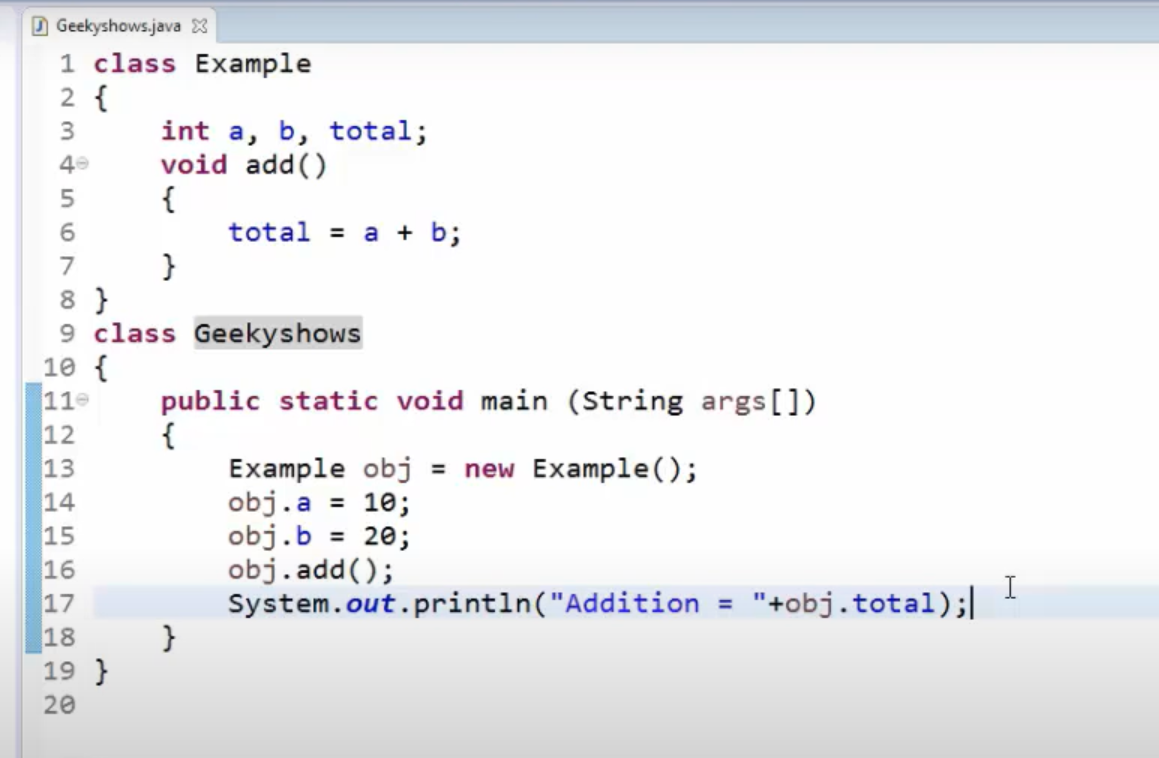 Geekyshows.java
1 class Example
2 {
3     int a, b, total;
4     void add()
5     {
6         total = a + b;
7     }
8 }
9 class Geekyshows
10 {
11     public static void main (String args[])
12     {
13         Example obj = new Example();
14         obj.a = 10;
15         obj.b = 20;
16         obj.add();
17         System.out.println("Addition = "+obj.total);
18     }
19 }
20